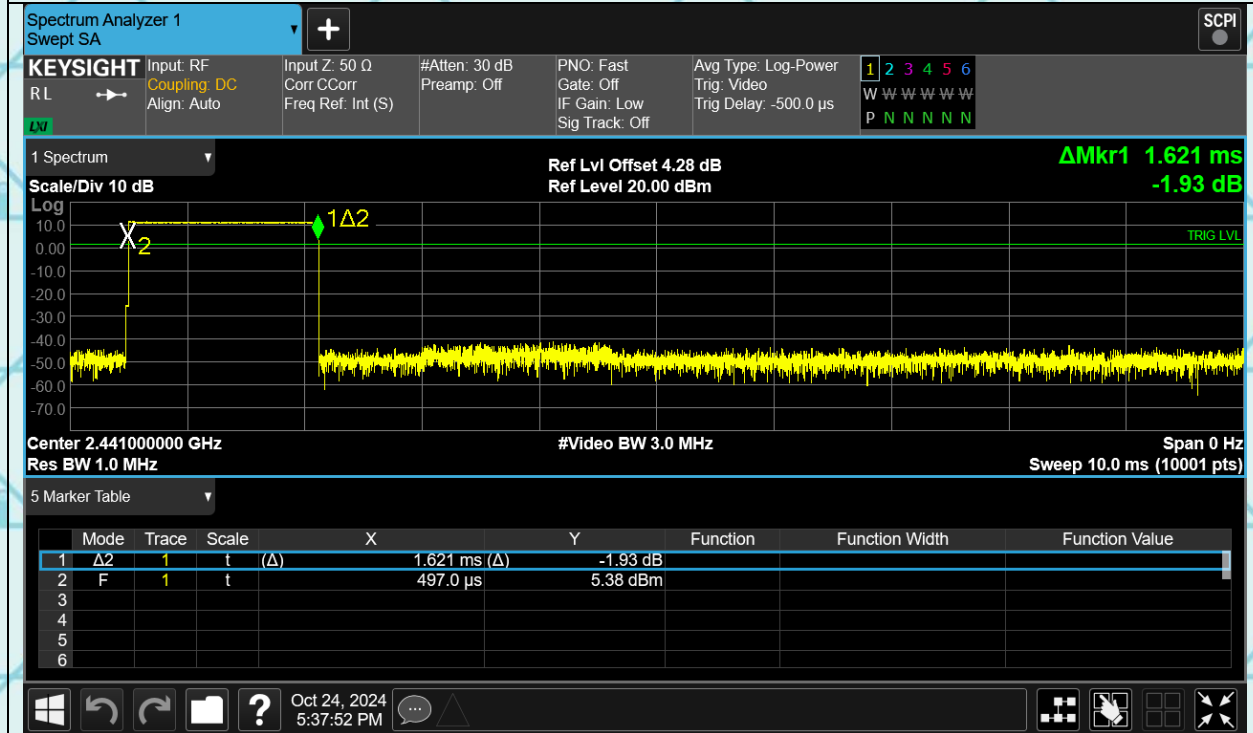 Spectrum Analyzer 1
Swept SA
+
SCPI
KEYSIGHT
RL
LXI
Input: RF
Coupling: DC
Align: Auto
Input Z: 50 Ω
Corr CCorr
Freq Ref: Int (S)
#Atten: 30 dB
Preamp: Off
PNO: Fast
Gate: Off
IF Gain: Low
Sig Track: Off
Avg Type: Log-Power
Trig: Video
Trig Delay: -500.0 µs
1 2 3 4 5 6
W W W W W W
P N N N N N
1 Spectrum
Scale/Div 10 dB
Ref Lvl Offset 4.28 dB
Ref Level 20.00 dBm
ΔMkr1 1.621 ms
-1.93 dB
Log
10.0
0.00
-10.0
-20.0
-30.0
-40.0
-50.0
-60.0
-70.0
X2
1Δ2
TRIG LVL
Center 2.441000000 GHz
#Video BW 3.0 MHz
Span 0 Hz
Res BW 1.0 MHz
Sweep 10.0 ms (10001 pts)
5 Marker Table
Mode Trace Scale X Y Function Function Width Function Value
1 Δ2 1 t (Δ) 1.621 ms (Δ) -1.93 dB
2 F 1 t 497.0 µs 5.38 dBm
3
4
5
6
?
Oct 24, 2024
5:37:52 PM